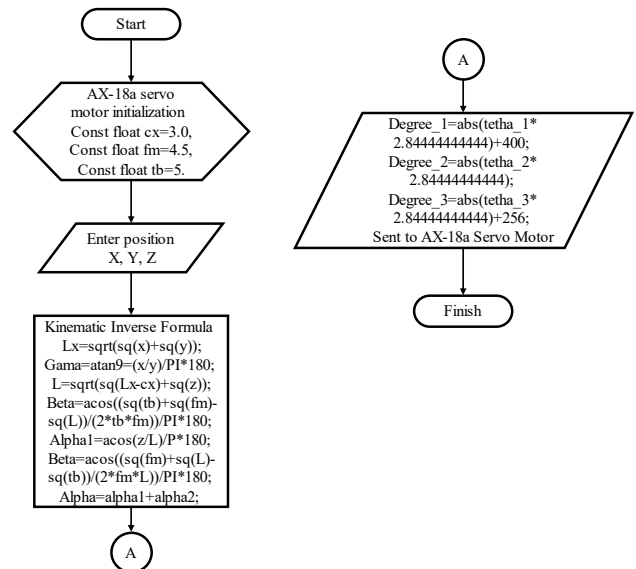 Start
AX-18a servo
motor initialization
Const float cx=3.0,
Const float fm=4.5,
Const float tb=5.
Enter position
X, Y, Z
Kinematic Inverse Formula
Lx=sqrt(sq(x)+sq(y));
Gama=atan9=(x/y)/PI*180;
L=sqrt(sq(Lx-cx)+sq(z));
Beta=acos((sq(tb)+sq(fm)-
sq(L))/(2*tb*fm))/PI*180;
Alpha1=acos(z/L)/P*180;
Beta=acos((sq(fm)+sq(L)-
sq(tb))/(2*fm*L))/PI*180;
Alpha=alpha1+alpha2;
A
A
Degree_1=abs(tetha_1*
2.84444444444)+400;
Degree_2=abs(tetha_2*
2.84444444444);
Degree_3=abs(tetha_3*
2.84444444444)+256;
Sent to AX-18a Servo Motor
Finish